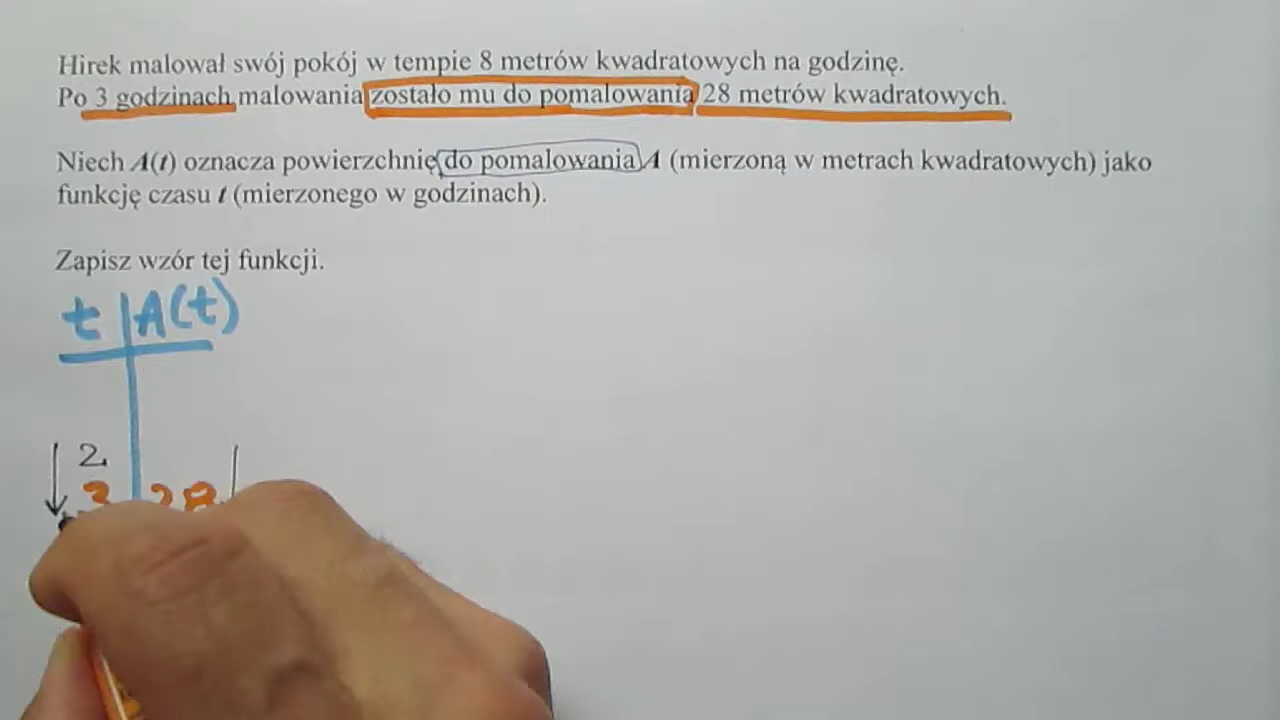 Hirek malował swój pokój w tempie 8 metrów kwadratowych na godzinę.
Po 3 godzinach malowania zostało mu do pomalowania 28 metrów kwadratowych.
Niech A(t) oznacza powierzchnię do pomalowania A (mierzoną w metrach kwadratowych) jako
funkcję czasu t (mierzonego w godzinach).
Zapisz wzór tej funkcji.
t A(t)
2
3 28